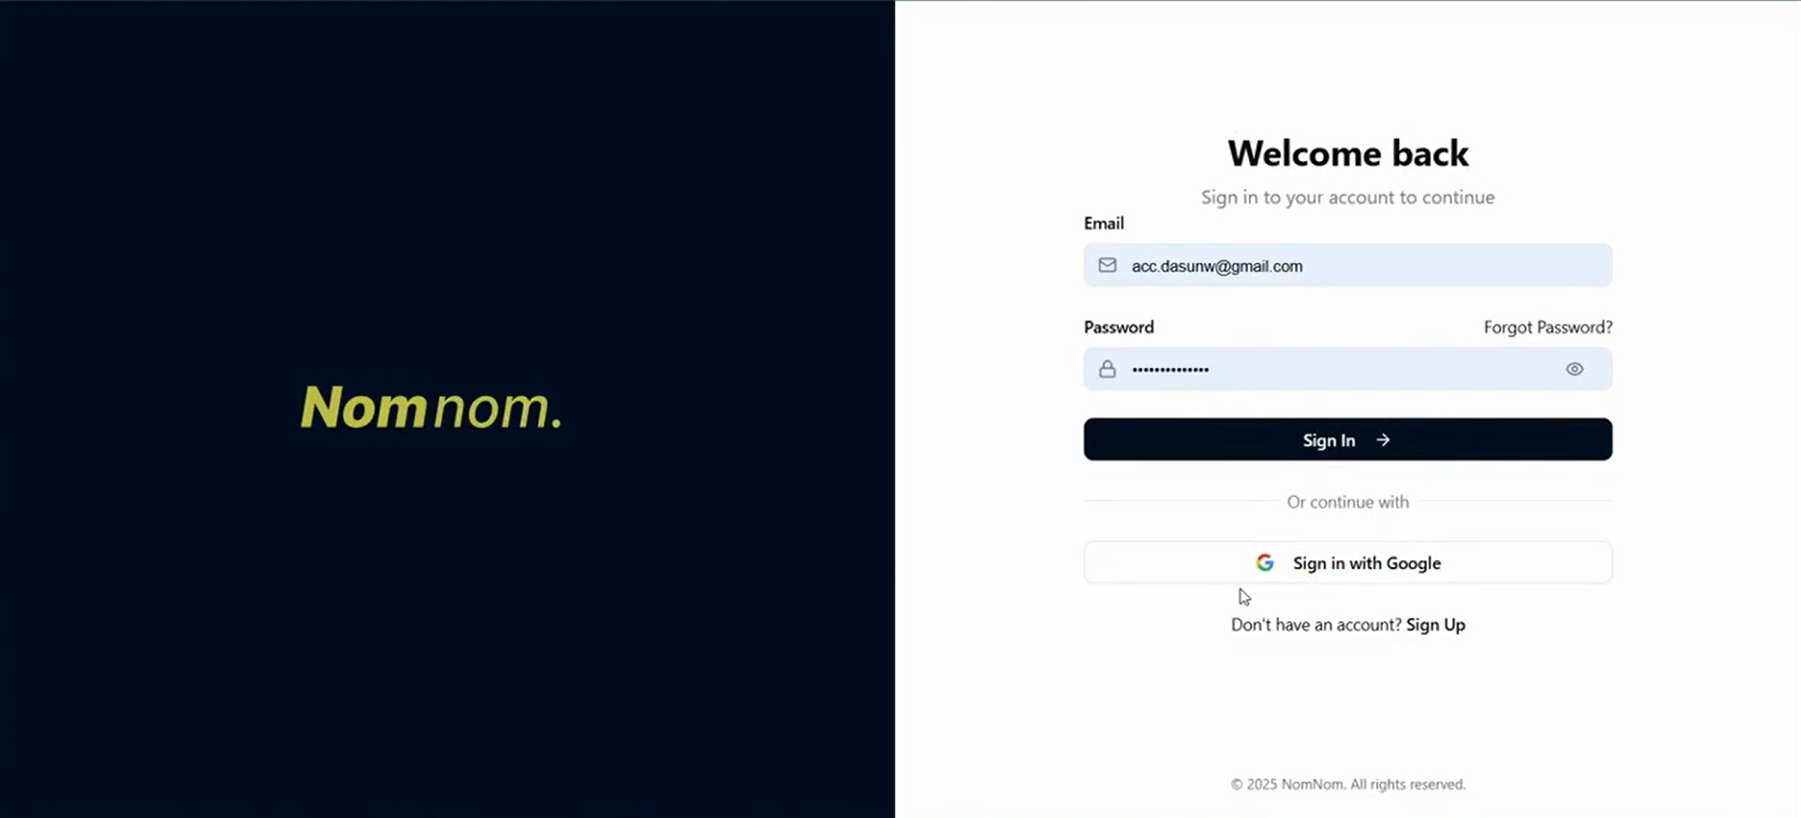 Nomnom.
Welcome back
Sign in to your account to continue
Email
acc.dasunw@gmail.com
Password
Forgot Password?
••••••••••••••
Sign In →
Or continue with
Sign in with Google
Don't have an account? Sign Up
© 2025 NomNom. All rights reserved.